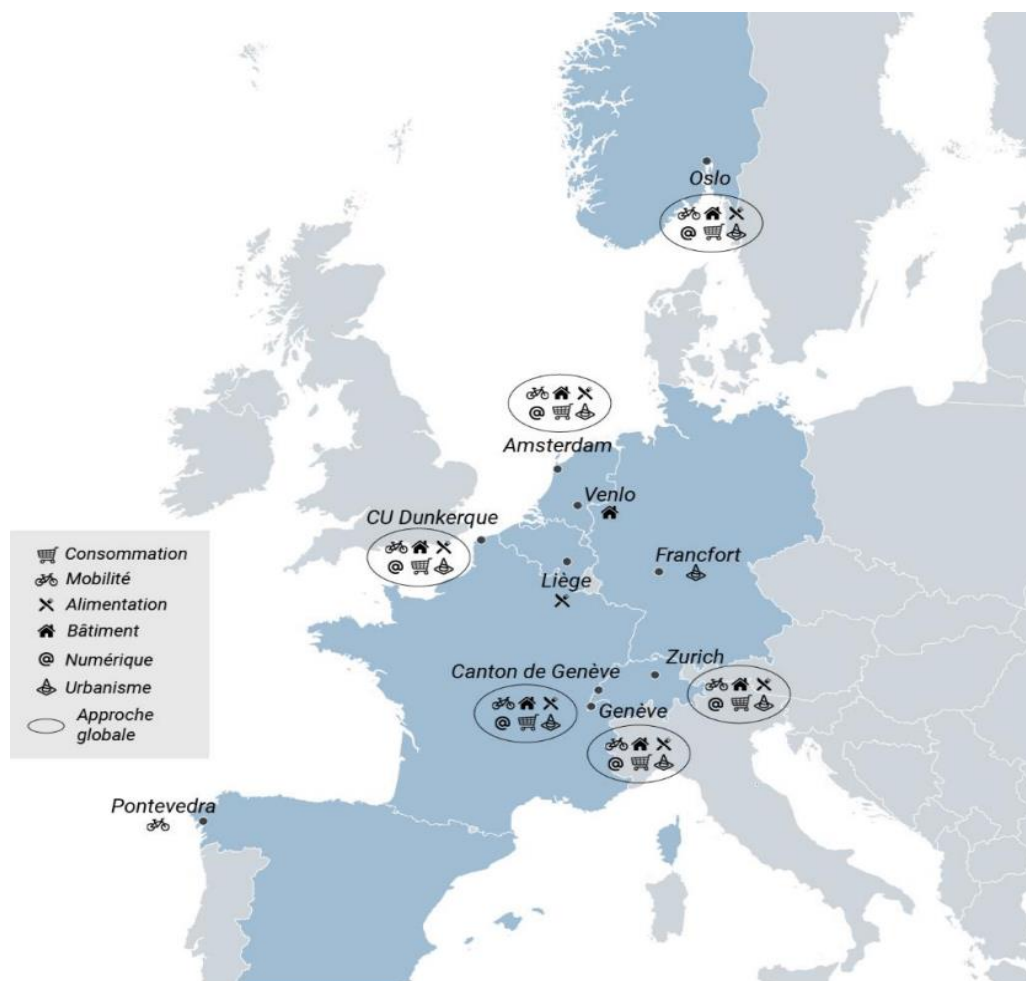 Oslo
@
@
Amsterdam
Venlo
CU Dunkerque
@
Francfort
Liège
Consommation
Mobilité
Alimentation
Bâtiment
@ Numérique
Urbanisme
Approche
globale
Zurich
Canton de Genève
@
@
Genève
@
Pontevedra